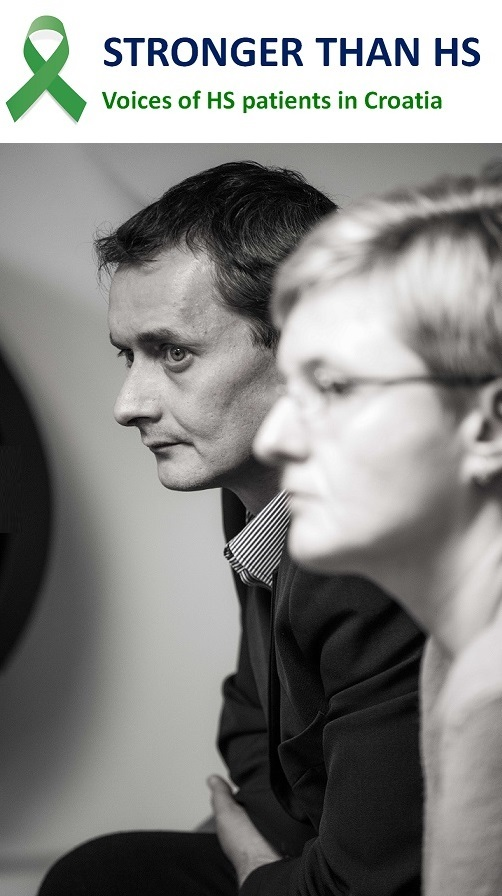 STRONGER THAN HS
Voices of HS patients in Croatia